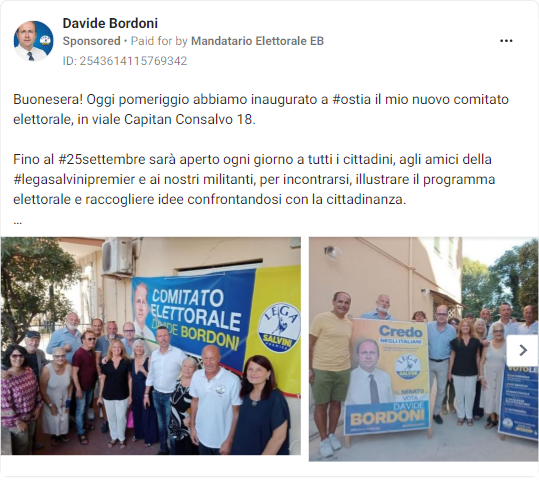 Davide Bordoni
Sponsored • Paid for by Mandatario Elettorale EB
ID: 2543614115769342
Buonesera! Oggi pomeriggio abbiamo inaugurato a #ostia il mio nuovo comitato
elettorale, in viale Capitan Consalvo 18.
Fino al #25settembre sarà aperto ogni giorno a tutti i cittadini, agli amici della
#legasalvinipremier e ai nostri militanti, per incontrarsi, illustrare il programma
elettorale e raccogliere idee confrontandosi con la cittadinanza.
...
COMITATO
ELETTORALE
DAVIDE BORDONI
LEGA
SALVINI
PREMIER
Credo
NEGLI ITALIANI
LEGA
SALVINI
SENATO
VOTA
DAVIDE
BORDONI